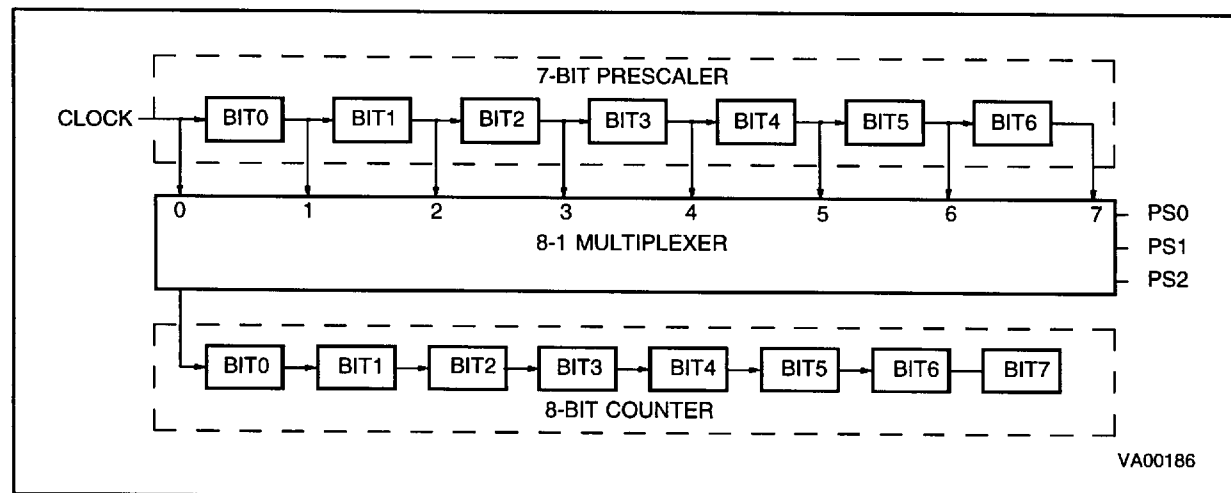 7-BIT PRESCALER
CLOCK BIT0 BIT1 BIT2 BIT3 BIT4 BIT5 BIT6
0 1 2 3 4 5 6 7 PS0
8-1 MULTIPLEXER PS1
PS2
BIT0 BIT1 BIT2 BIT3 BIT4 BIT5 BIT6 BIT7
8-BIT COUNTER
VA00186